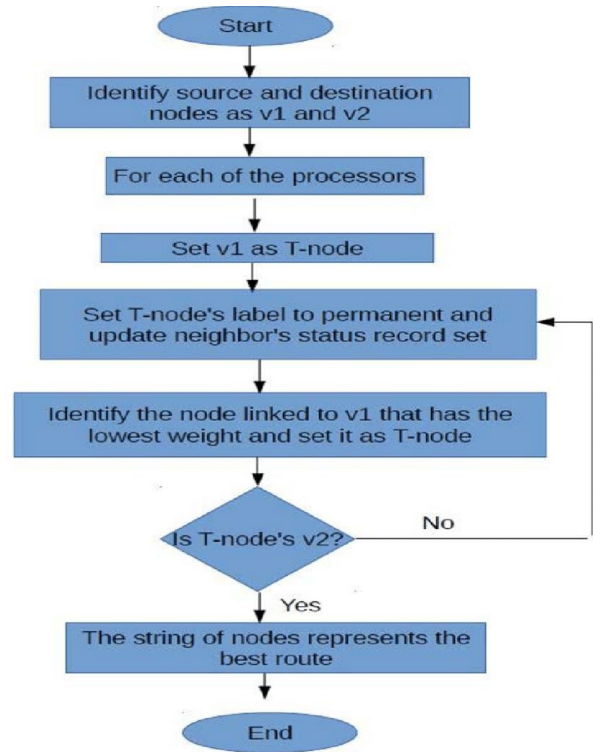 Start
Identify source and destination
nodes as v1 and v2
For each of the processors
Set v1 as T-node
Set T-node's label to permanent and
update neighbor's status record set
Identify the node linked to v1 that has the
lowest weight and set it as T-node
Is T-node's v2?
No
Yes
The string of nodes represents the
best route
End